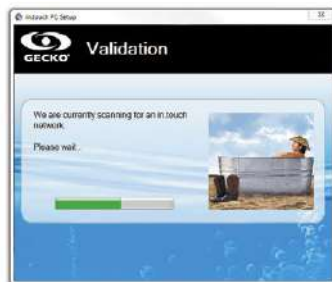 in.touch PC Setup
GECKO
Validation
We are currently scanning for an in.touch
network.
Please wait...